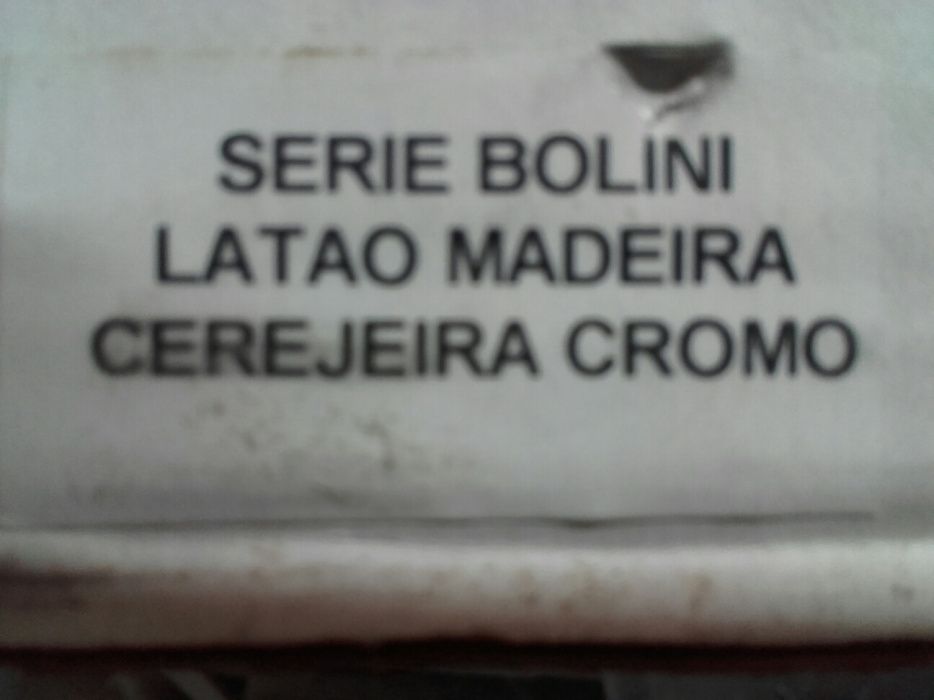 SERIE BOLINI
LATAO MADEIRA
CEREJEIRA CROMO